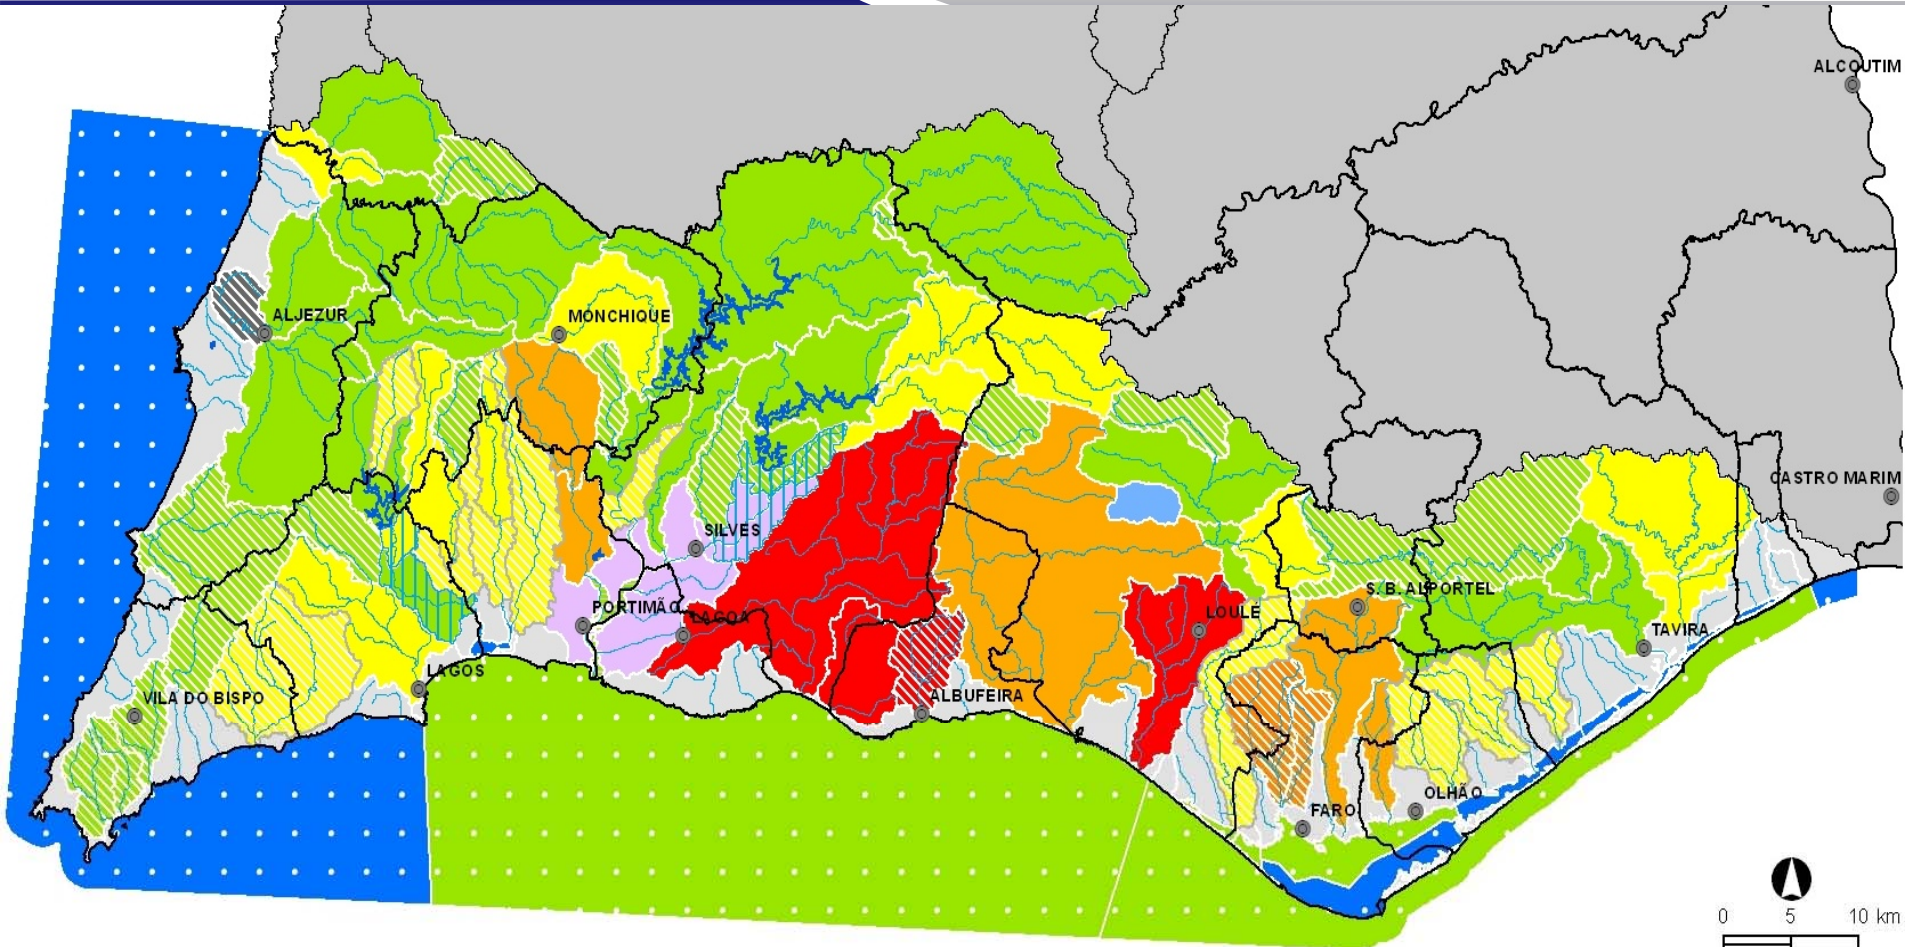 ALCOUTIM
ALJEZUR
MONCHIQUE
CASTRO MARIM
SILVES
S. B. ALPORTEL
PORTIMÃO
LAGOA
LOULÉ
TAVIRA
LAGOS
VILA DO BISPO
ALBUFEIRA
OLHÃO
FARO
0 5 10 km